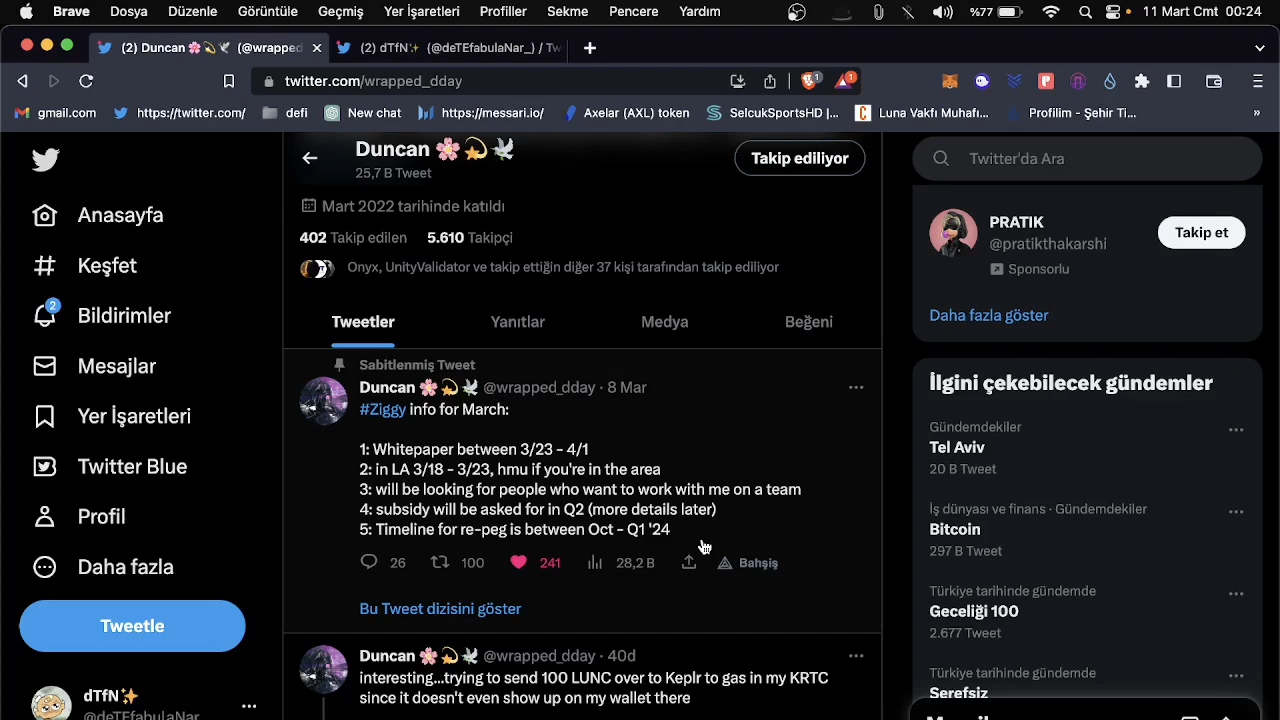 Brave Dosya Düzenle Görüntüle Geçmiş Yer İşaretleri Profiller Sekme Pencere Yardım %77 11 Mart Cmt 00:24
(2) Duncan 🌸💫🕊 (@wrapped_ (2) dTfN✨ (@deTEfabulaNar_) / Tw
twitter.com/wrapped_dday
gmail.com https://twitter.com/ defi New chat https://messari.io/ Axelar (AXL) token SelcukSportsHD |... Luna Vakfı Muhafı... Profilim - Şehir Ti... »
Duncan 🌸💫🕊
25,7 B Tweet
Takip ediliyor
Mart 2022 tarihinde katıldı
402 Takip edilen 5.610 Takipçi
Onyx, UnityValidator ve takip ettiğin diğer 37 kişi tarafından takip ediliyor
Tweetler Yanıtlar Medya Beğeni
Sabitlenmiş Tweet
Duncan 🌸💫🕊 @wrapped_dday · 8 Mar
#Ziggy info for March:
1: Whitepaper between 3/23 - 4/1
2: in LA 3/18 - 3/23, hmu if you're in the area
3: will be looking for people who want to work with me on a team
4: subsidy will be asked for in Q2 (more details later)
5: Timeline for re-peg is between Oct - Q1 '24
26 100 241 28,2 B Bahşiş
Bu Tweet dizisini göster
Duncan 🌸💫🕊 @wrapped_dday · 40d
interesting...trying to send 100 LUNC over to Keplr to gas in my KRTC
since it doesn't even show up on my wallet there
Anasayfa
Keşfet
2
Bildirimler
Mesajlar
Yer İşaretleri
Twitter Blue
Profil
Daha fazla
Tweetle
dTfN✨
@deTEfabulaNar
Twitter'da Ara
PRATIK
@pratikthakarshi
Sponsorlu
Takip et
Daha fazla göster
İlgini çekebilecek gündemler
Gündemdekiler
Tel Aviv
20 B Tweet
İş dünyası ve finans · Gündemdekiler
Bitcoin
297 B Tweet
Türkiye tarihinde gündemde
Geceliği 100
2.677 Tweet
Türkiye tarihinde gündemde
Serefsiz